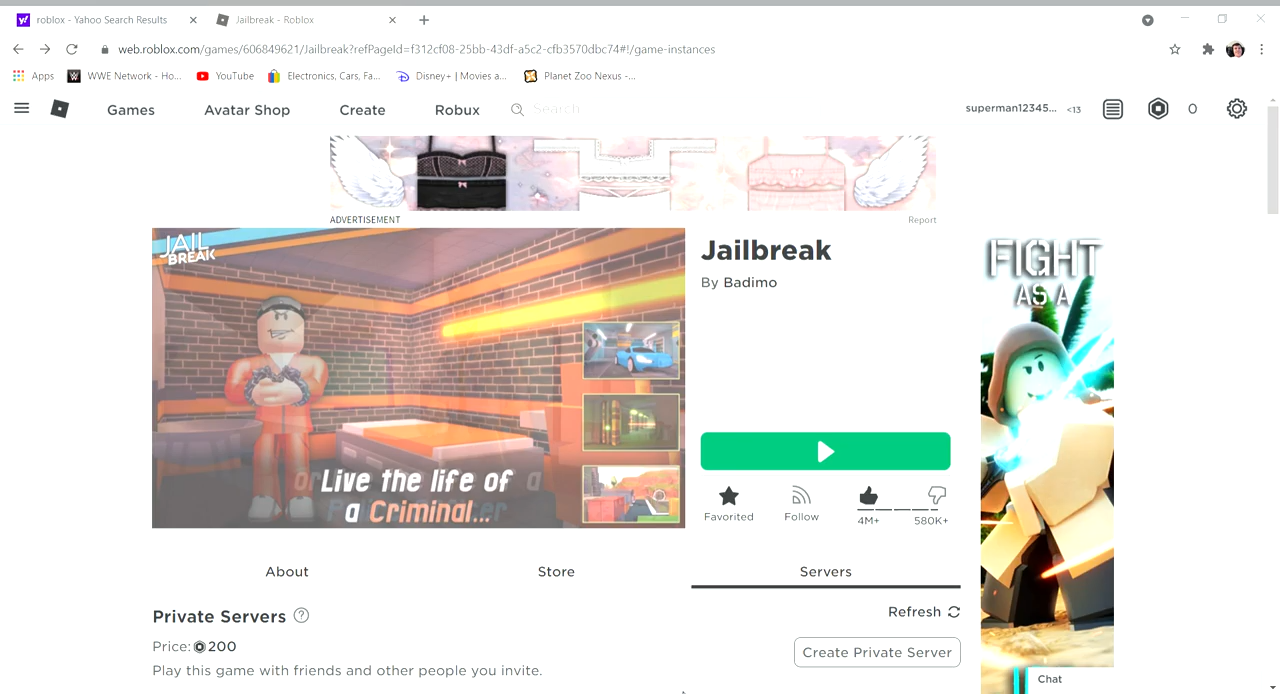 roblox - Yahoo Search Results
Jailbreak - Roblox
web.roblox.com/games/606849621/Jailbreak?refPageId=f312cf08-25bb-43df-a5c2-cfb3570dbc74#!/game-instances
Apps
WWE Network - Ho...
YouTube
Electronics, Cars, Fa...
Disney+ | Movies a...
Planet Zoo Nexus -...
Games
Avatar Shop
Create
Robux
Search
superman12345...
<13
0
ADVERTISEMENT
Report
JAIL
BREAK
Live the life of
a Criminal...
Jailbreak
By Badimo
Favorited
Follow
4M+
580K+
FIGHT
AS A
About
Store
Servers
Private Servers
Refresh
Price: 200
Create Private Server
Play this game with friends and other people you invite.
Chat